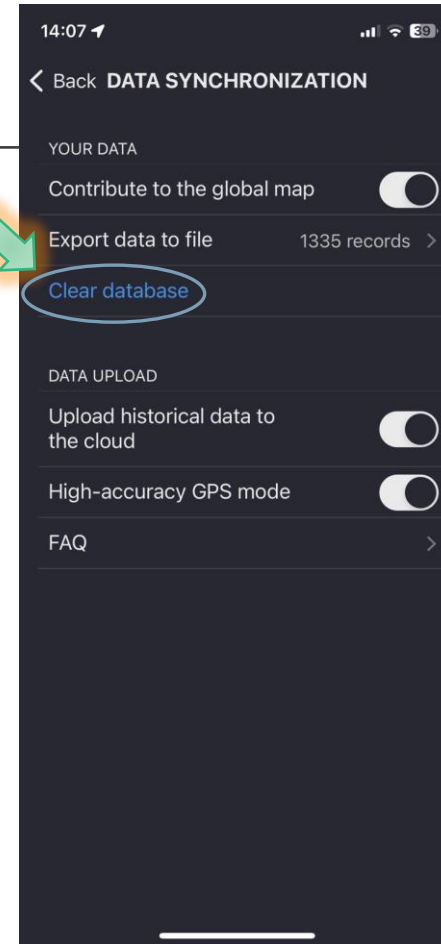 14:07 39
Back DATA SYNCHRONIZATION
YOUR DATA
Contribute to the global map
Export data to file 1335 records
Clear database
DATA UPLOAD
Upload historical data to
the cloud
High-accuracy GPS mode
FAQ